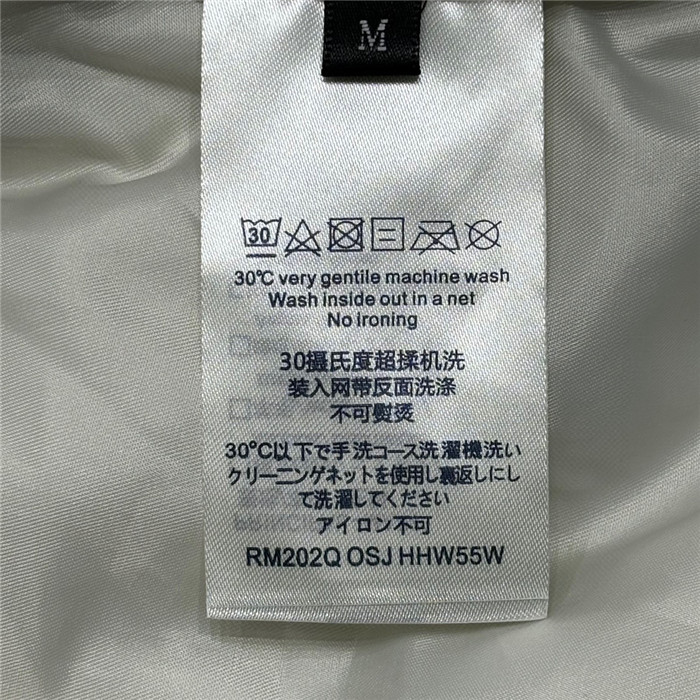 M
30
30℃ very gentile machine wash
Wash inside out in a net
No ironing
30摄氏度超揉机洗
装入网带反面洗涤
不可熨烫
30°C以下で手洗コース洗濯機洗い
クリーニンゲネットを使用し裏返しにし
て洗濯してください
アイロン不可
RM202Q OSJ HHW55W